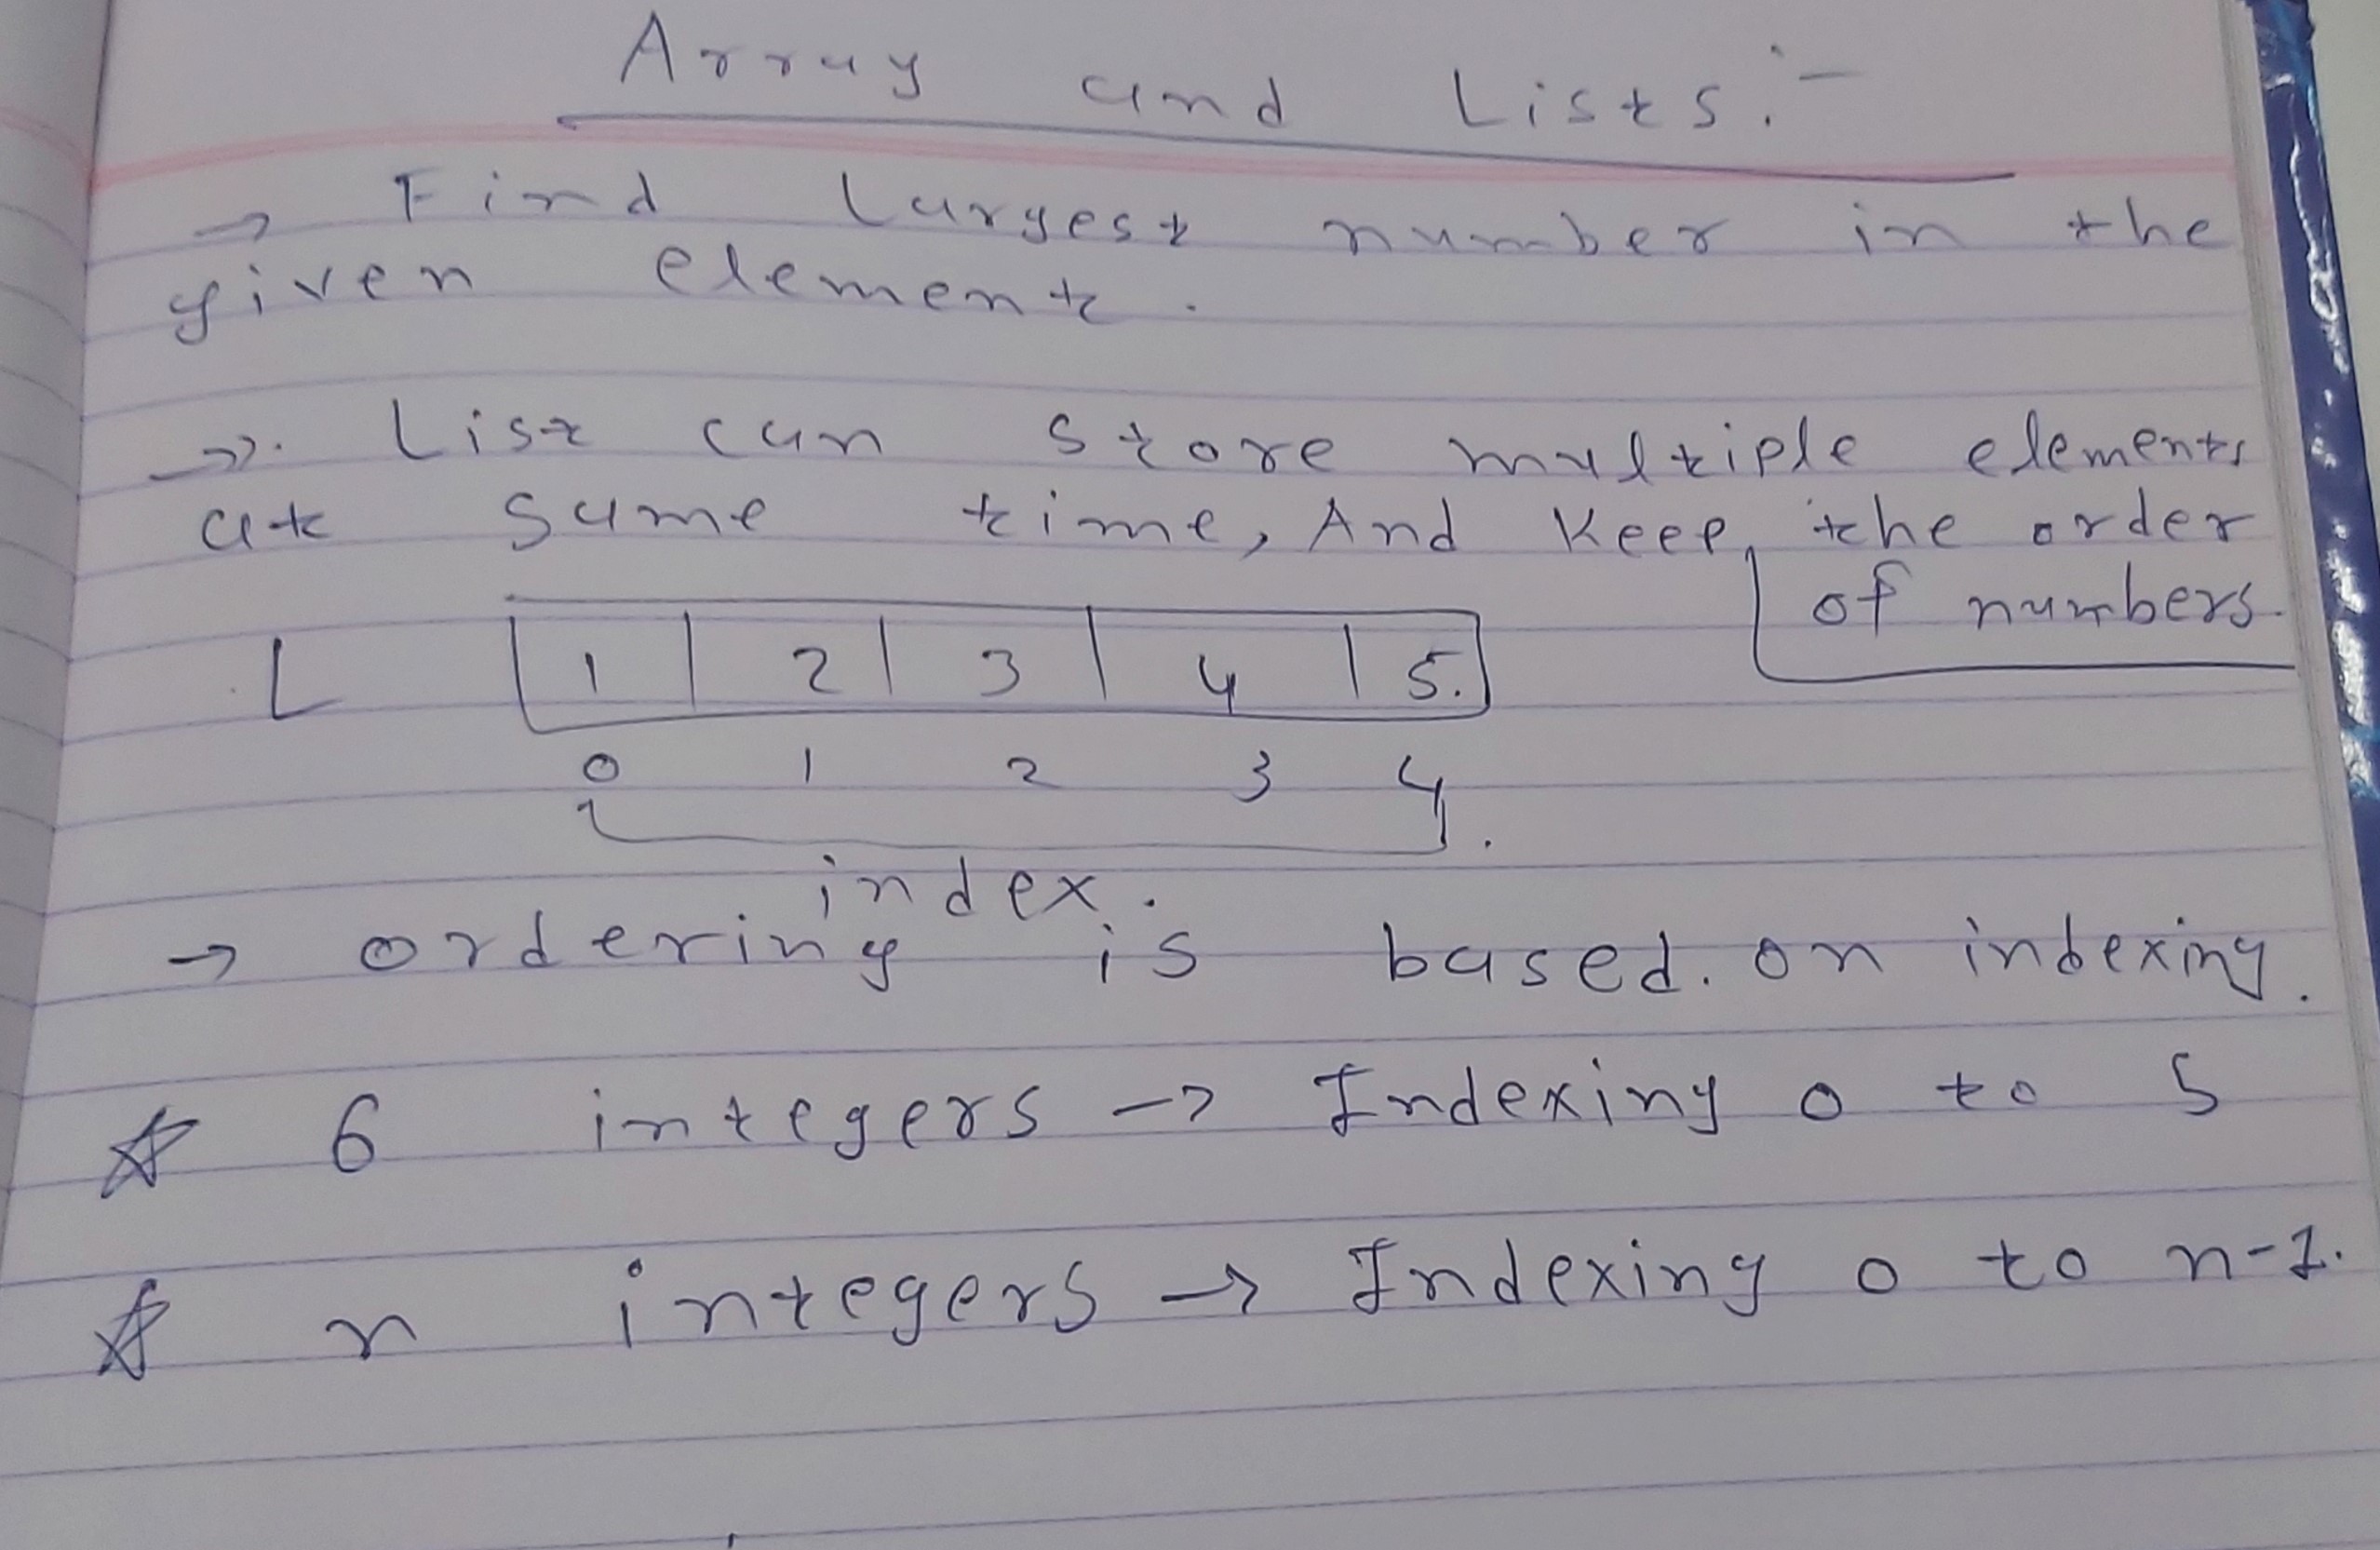 Array and Lists :-
→ Find Largest number in the
given element.
→». List can store multiple elements
at same time, And Keep the order
of numbers.
L 1 2 3 4 5.
0 1 2 3 4.
index.
→ ordering is based. on indexing.
☆ 6 integers -> Indexing 0 to 5
☆ n integers → Indexing 0 to n-1.